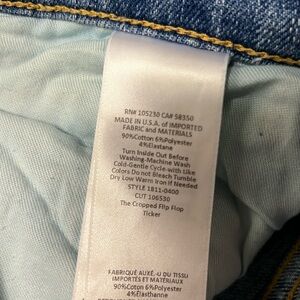 RN# 105230 CA# 58350
MADE IN U.S.A. of IMPORTED
FABRIC and MATERIALS
90%Cotton 6%Polyester
4%Elastane
Turn Inside Out Before
Washing-Machine Wash
Cold-Gentle Cycle with Like
Colors Do Not Bleach Tumble
Dry Low Warm Iron if Needed
STYLE 1811-0400
CUT 106530
The Cropped Flip Flop
Ticker
FABRIQUÉ AUX DU TISSU
IMPORTÉS ET MATÉRIAUX
90%Coton 6%Polyester
4%Élasthanne